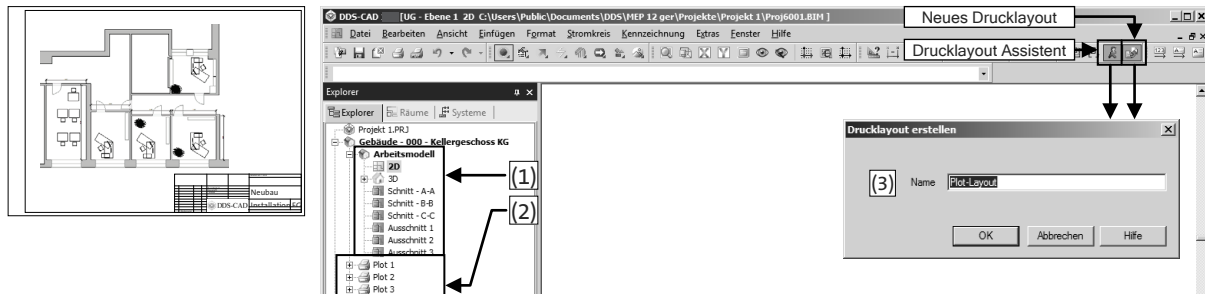 Neubau
DDS-CAD
Installation EG
DDS-CAD [UG - Ebene 1 2D C:\Users\Public\Documents\DDS\MEP 12 ger\Projekte\Projekt 1\Proj6001.BIM ]
Neues Drucklayout
Datei Bearbeiten Ansicht Einfügen Format Stromkreis Kennzeichnung Extras Fenster Hilfe
Drucklayout Assistent
Explorer
Explorer Räume Systeme
Projekt 1.PRJ
Gebäude - 000 - Kellergeschoss KG
Arbeitsmodell
2D
3D
(1)
Schnitt - A-A
Schnitt - B-B
Schnitt - C-C
(2)
Ausschnitt 1
Ausschnitt 2
Ausschnitt 3
Plot 1
Plot 2
Plot 3
Drucklayout erstellen
(3) Name Plot-Layout
OK Abbrechen Hilfe